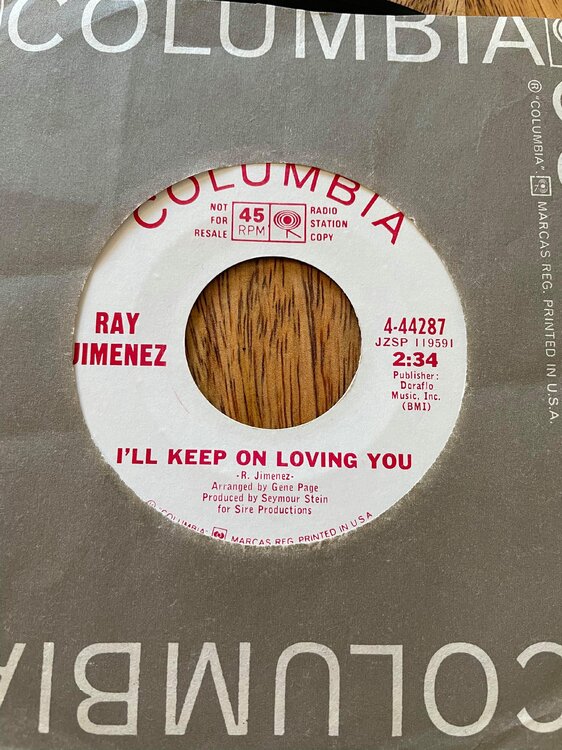 COLUMBIA
® "COLUMBIA" MARCAS REG. PRINTED IN U.S.A.
COLUMBIA
NOT FOR RESALE
45 RPM
RADIO STATION COPY
RAY
JIMENEZ
4-44287
JZSP 119591
2:34
Publisher:
Doraflo
Music, Inc.
(BMI)
I'LL KEEP ON LOVING YOU
-R. Jimenez-
Arranged by Gene Page
Produced by Seymour Stein
for Sire Productions
© "COLUMBIA" MARCAS REG. PRINTED IN U.S.A.
COLUMBIA